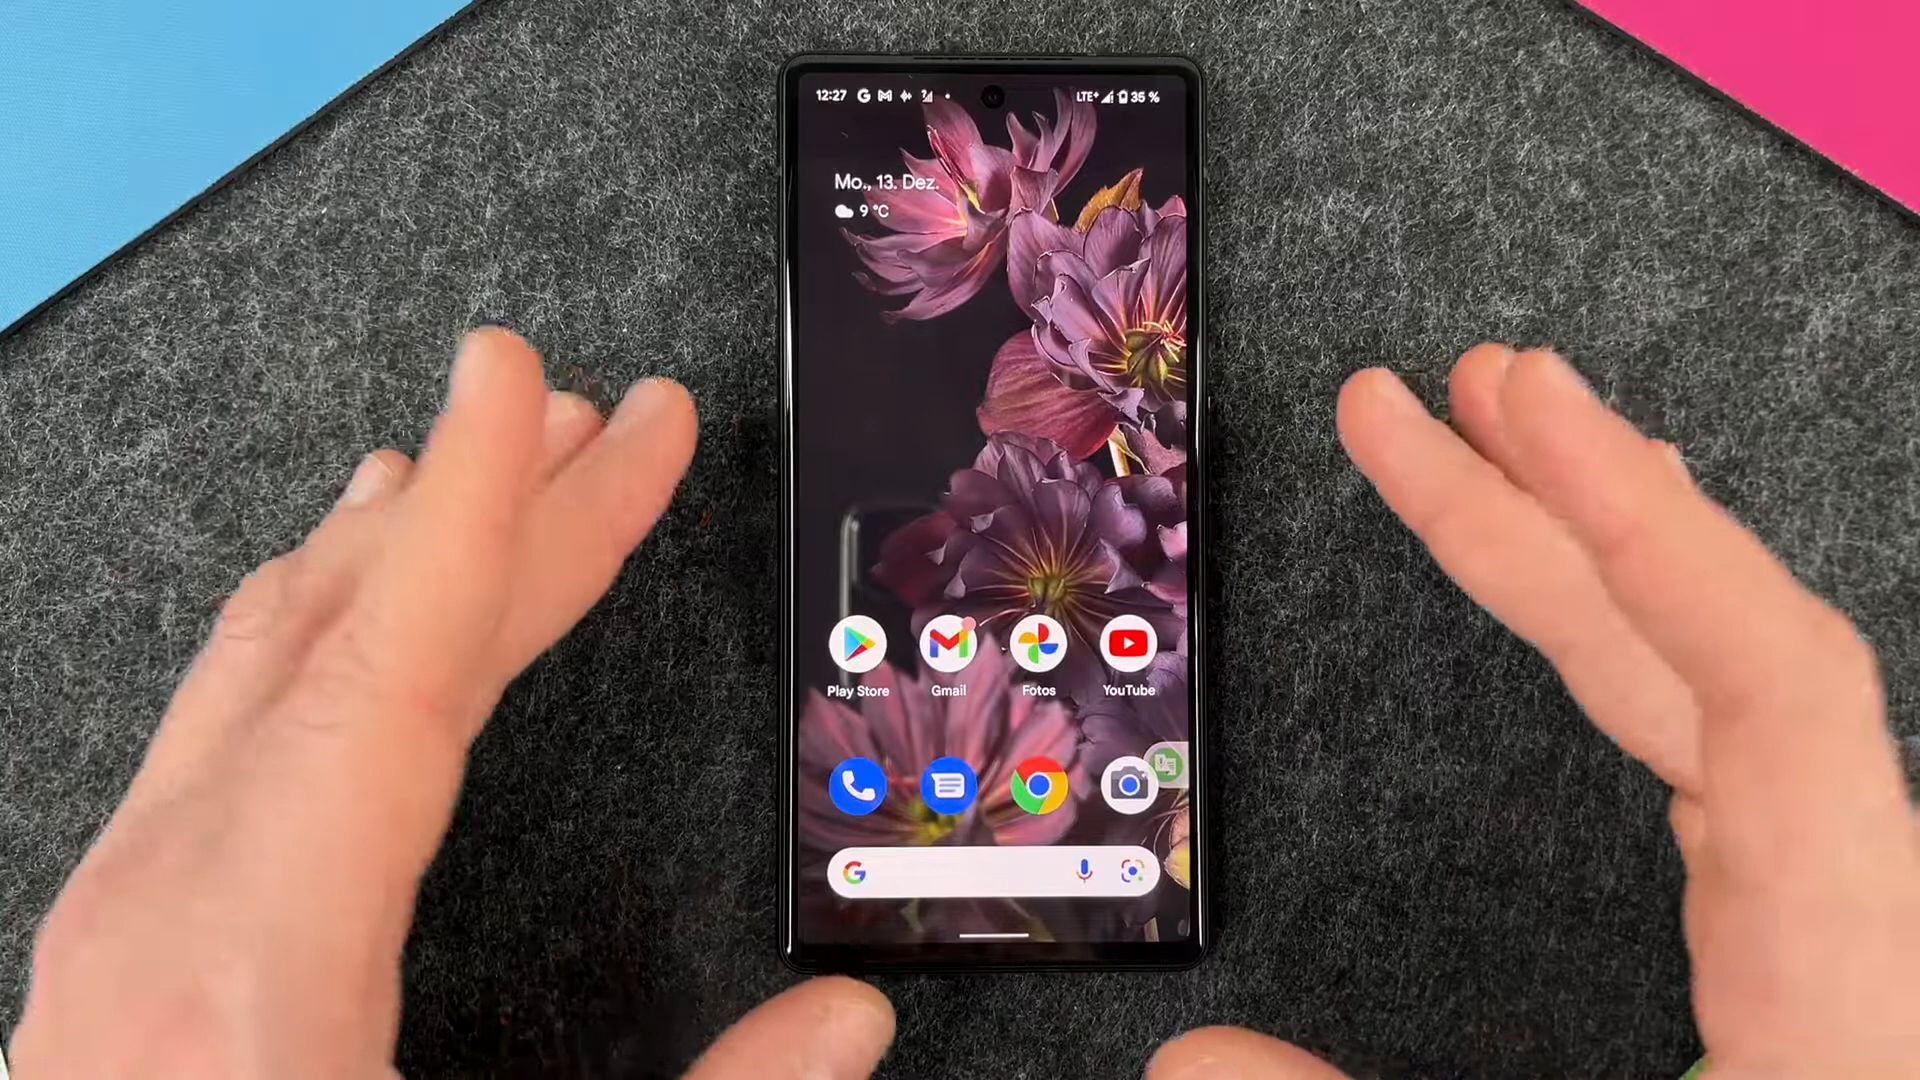 12:27
LTE+ 35 %
Mo., 13. Dez.
9 °C
Play Store
Gmail
Fotos
YouTube